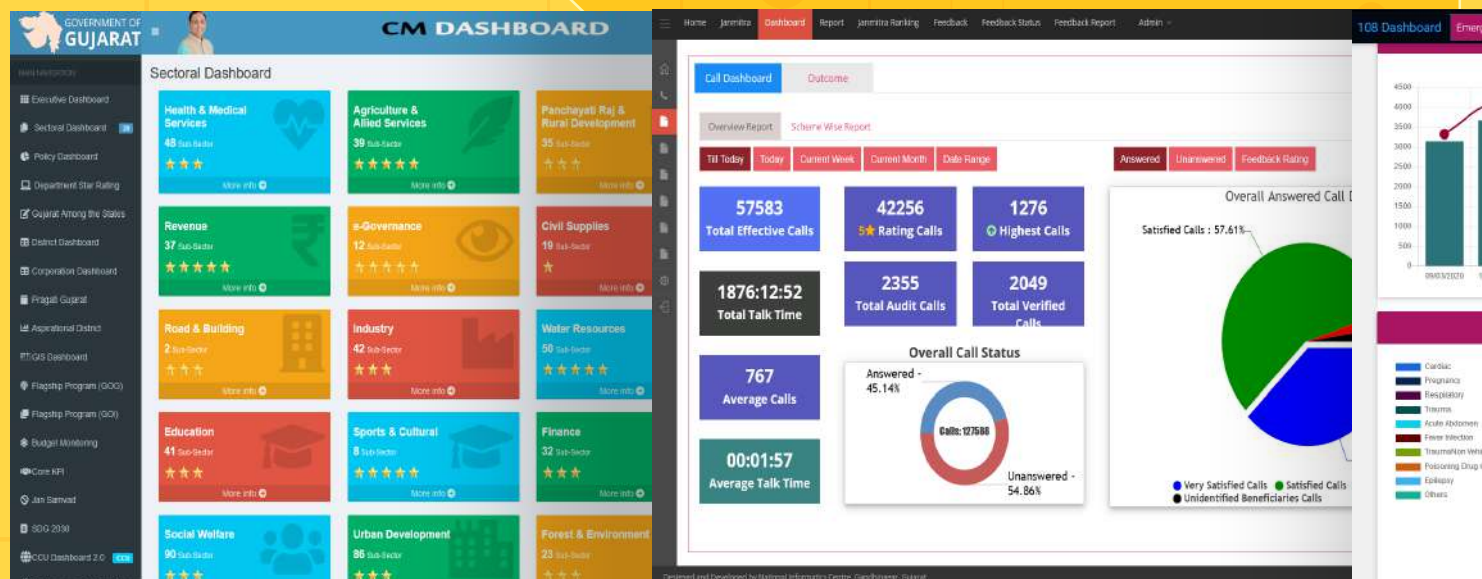 GOVERNMENT OF
GUJARAT
CM DASHBOARD
MAIN NAVIGATION
Executive Dashboard
Sectoral Dashboard
Policy Dashboard
Department Star Rating
Gujarat Among the States
District Dashboard
Corporation Dashboard
Pragati Gujarat
Aspirational District
GIS Dashboard
Flagship Program (GOG)
Flagship Program (GOI)
Budget Monitoring
Core KPI
Jan Samvad
SDG 2030
CCU Dashboard 2.0 CCU
Sectoral Dashboard
Health & Medical
Services
48 Sub-Sector
More info
Agriculture &
Allied Services
39 Sub-Sector
More info
Panchayati Raj &
Rural Development
35 Sub-Sector
More info
Revenue
37 Sub-Sector
More info
e-Governance
12 Sub-Sector
More info
Civil Supplies
19 Sub-Sector
More info
Road & Building
2 Sub-Sector
More info
Industry
42 Sub-Sector
More info
Water Resources
50 Sub-Sector
More info
Education
41 Sub-Sector
More info
Sports & Cultural
8 Sub-Sector
More info
Finance
32 Sub-Sector
More info
Social Welfare
90 Sub-Sector
Urban Development
86 Sub-Sector
Forest & Environment
23 Sub-Sector
Home Janmitra Dashboard Report Janmitra Ranking Feedback Feedback Status Feedback Report Admin
Call Dashboard Outcome
Overview Report Scheme Wise Report
Till Today Today Current Week Current Month Date Range
Answered Unanswered Feedback Rating
57583
Total Effective Calls
42256
5★ Rating Calls
1276
Highest Calls
1876:12:52
Total Talk Time
2355
Total Audit Calls
2049
Total Verified
Calls
767
Average Calls
00:01:57
Average Talk Time
Overall Call Status
Answered -
45.14%
Calls: 127588
Unanswered -
54.86%
Overall Answered Call
Satisfied Calls : 57.61%
Very Satisfied Calls Satisfied Calls
Unidentified Beneficiaries Calls
Designed and Developed by National Informatics Centre, Gandhinagar, Gujarat
108 Dashboard Emerg
4500
4000
3500
3000
2500
2000
1500
1000
500
0
09/03/2020
Cardiac
Pregnancy
Respiratory
Trauma
Acute Abdomen
Fever Infection
TraumaNon Vehi
Poisoning Drug
Epilepsy
Others